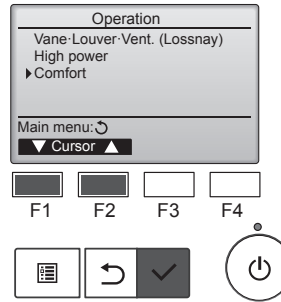 Operation
Vane·Louver·Vent. (Lossnay)
High power
Comfort
Main menu:
Cursor
F1 F2 F3 F4